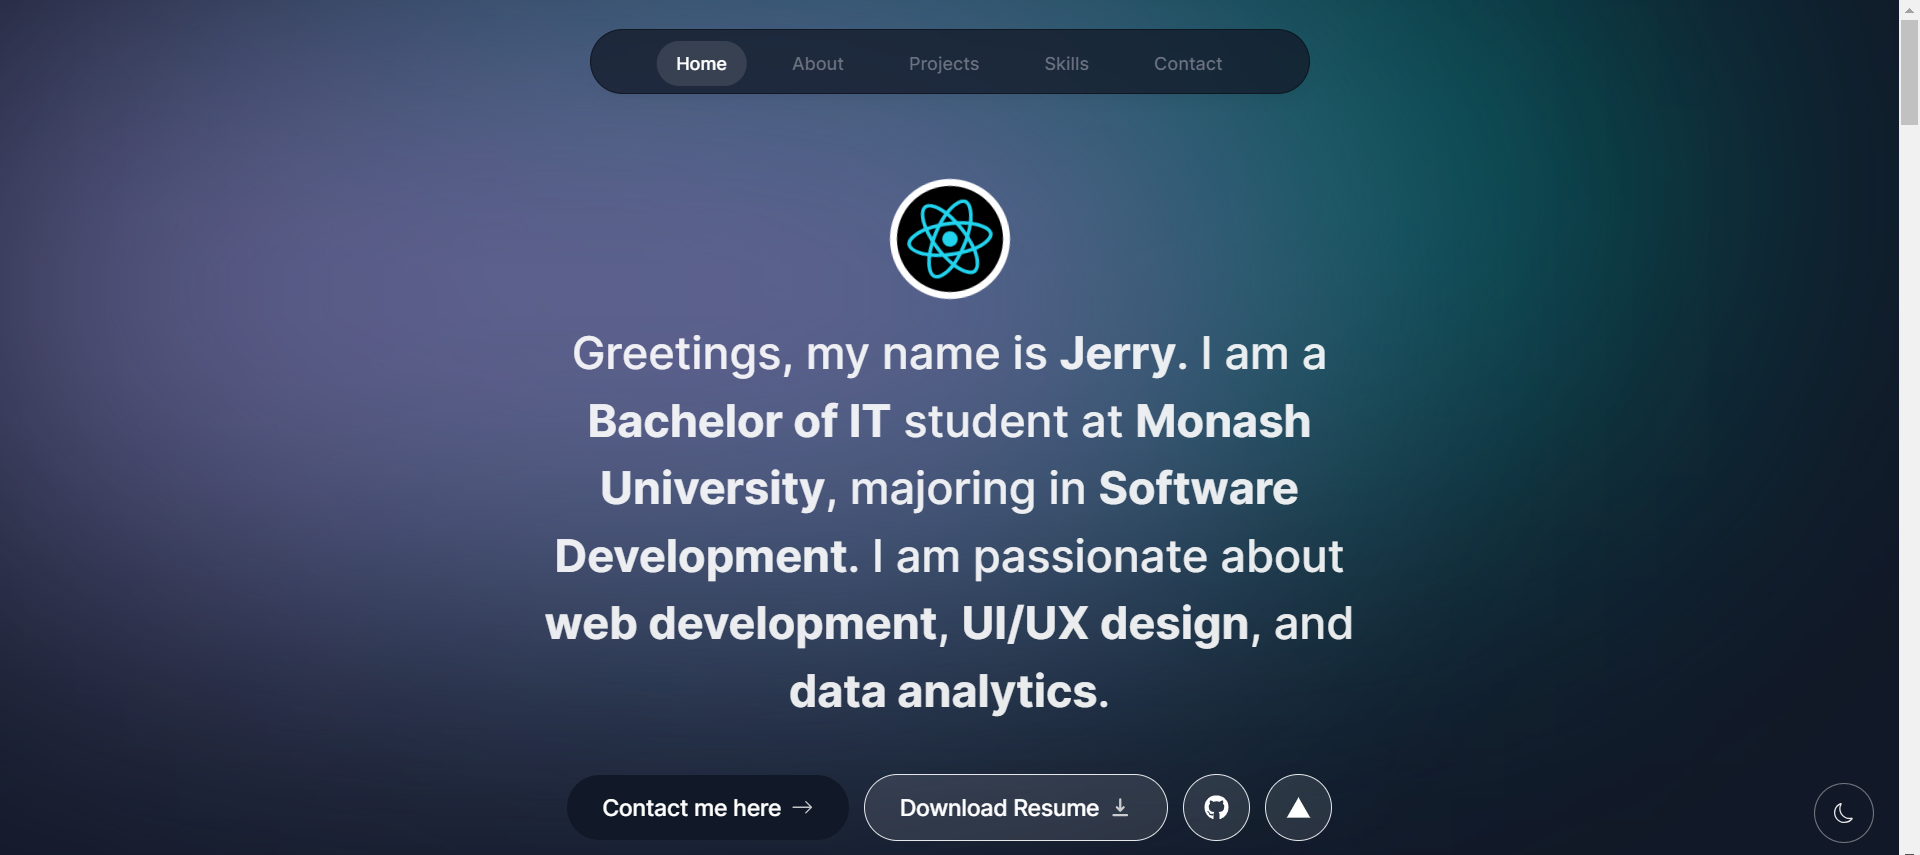 Home About Projects Skills Contact
Greetings, my name is Jerry. I am a
Bachelor of IT student at Monash
University, majoring in Software
Development. I am passionate about
web development, UI/UX design, and
data analytics.
Contact me here Download Resume